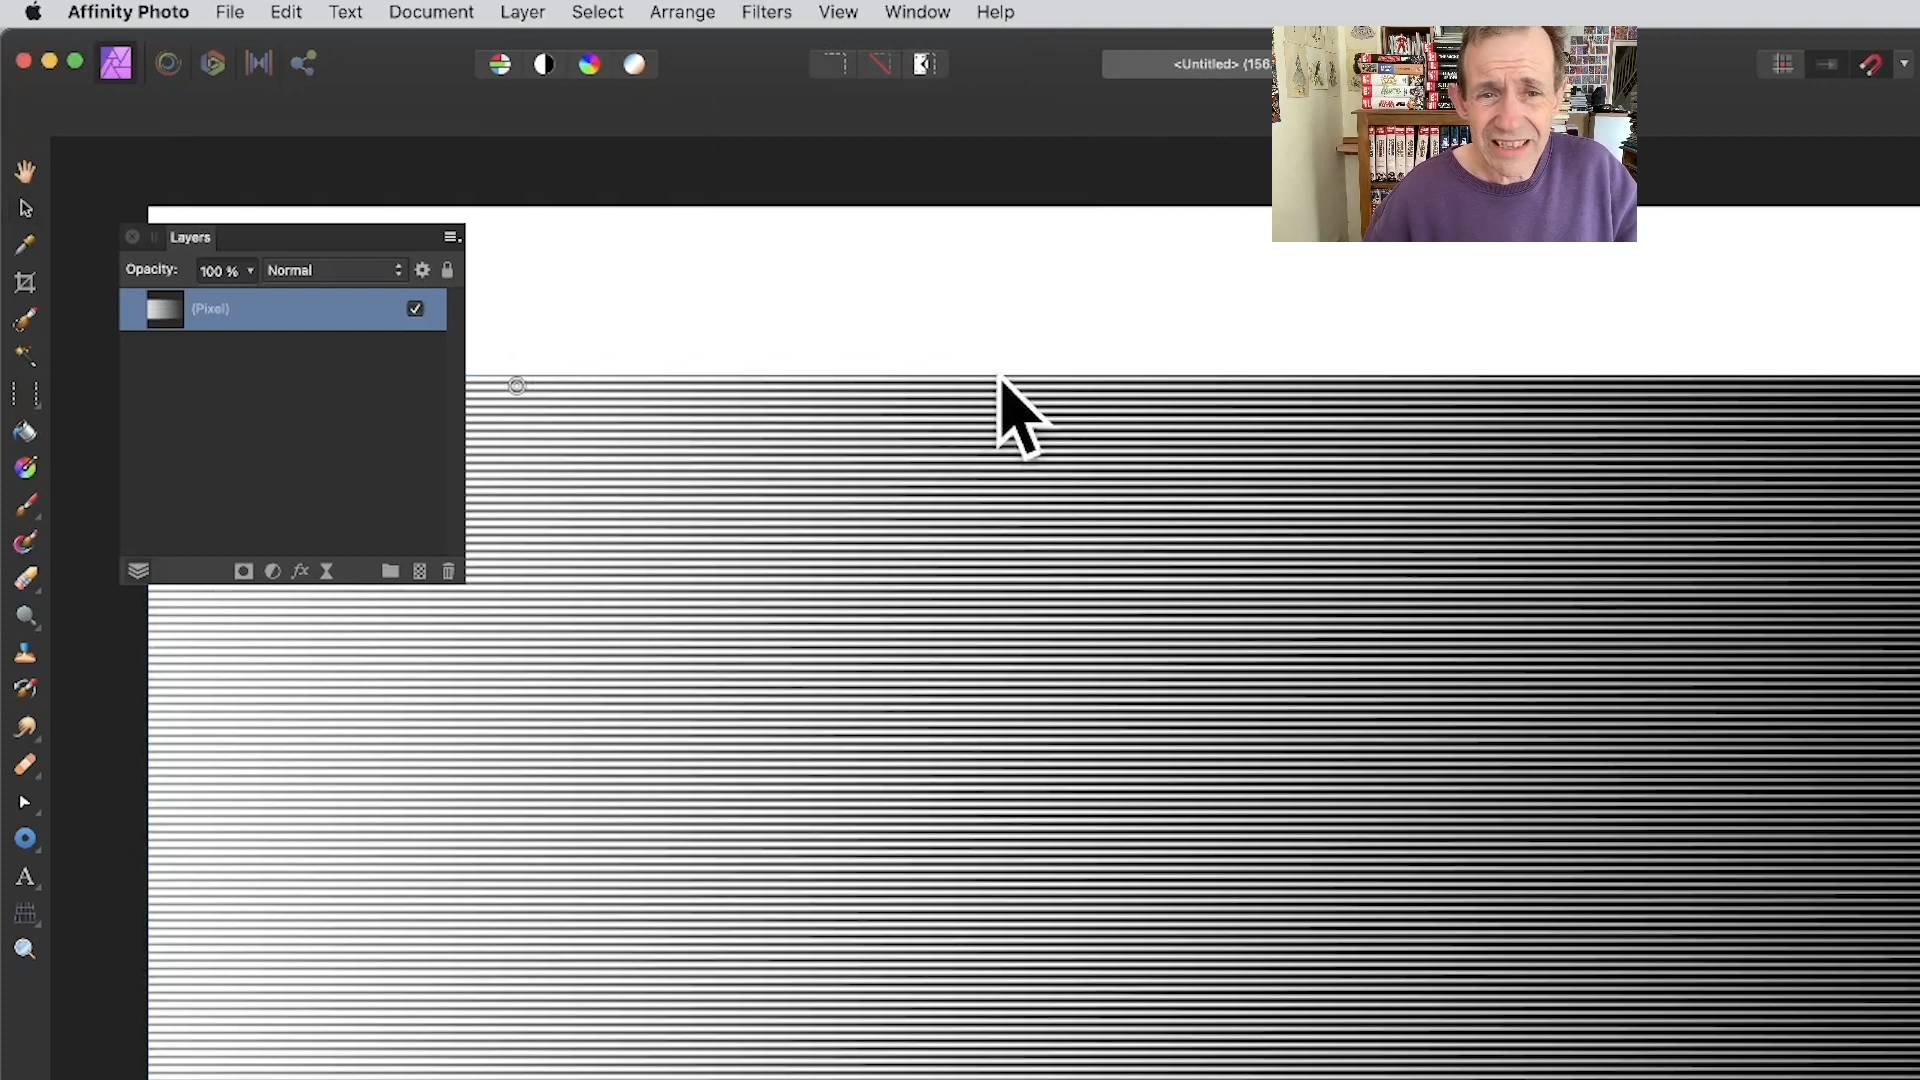 Affinity Photo File Edit Text Document Layer Select Arrange Filters View Window Help
<Untitled> (156.
Layers
Opacity: 100 % Normal
(Pixel)
fx
A